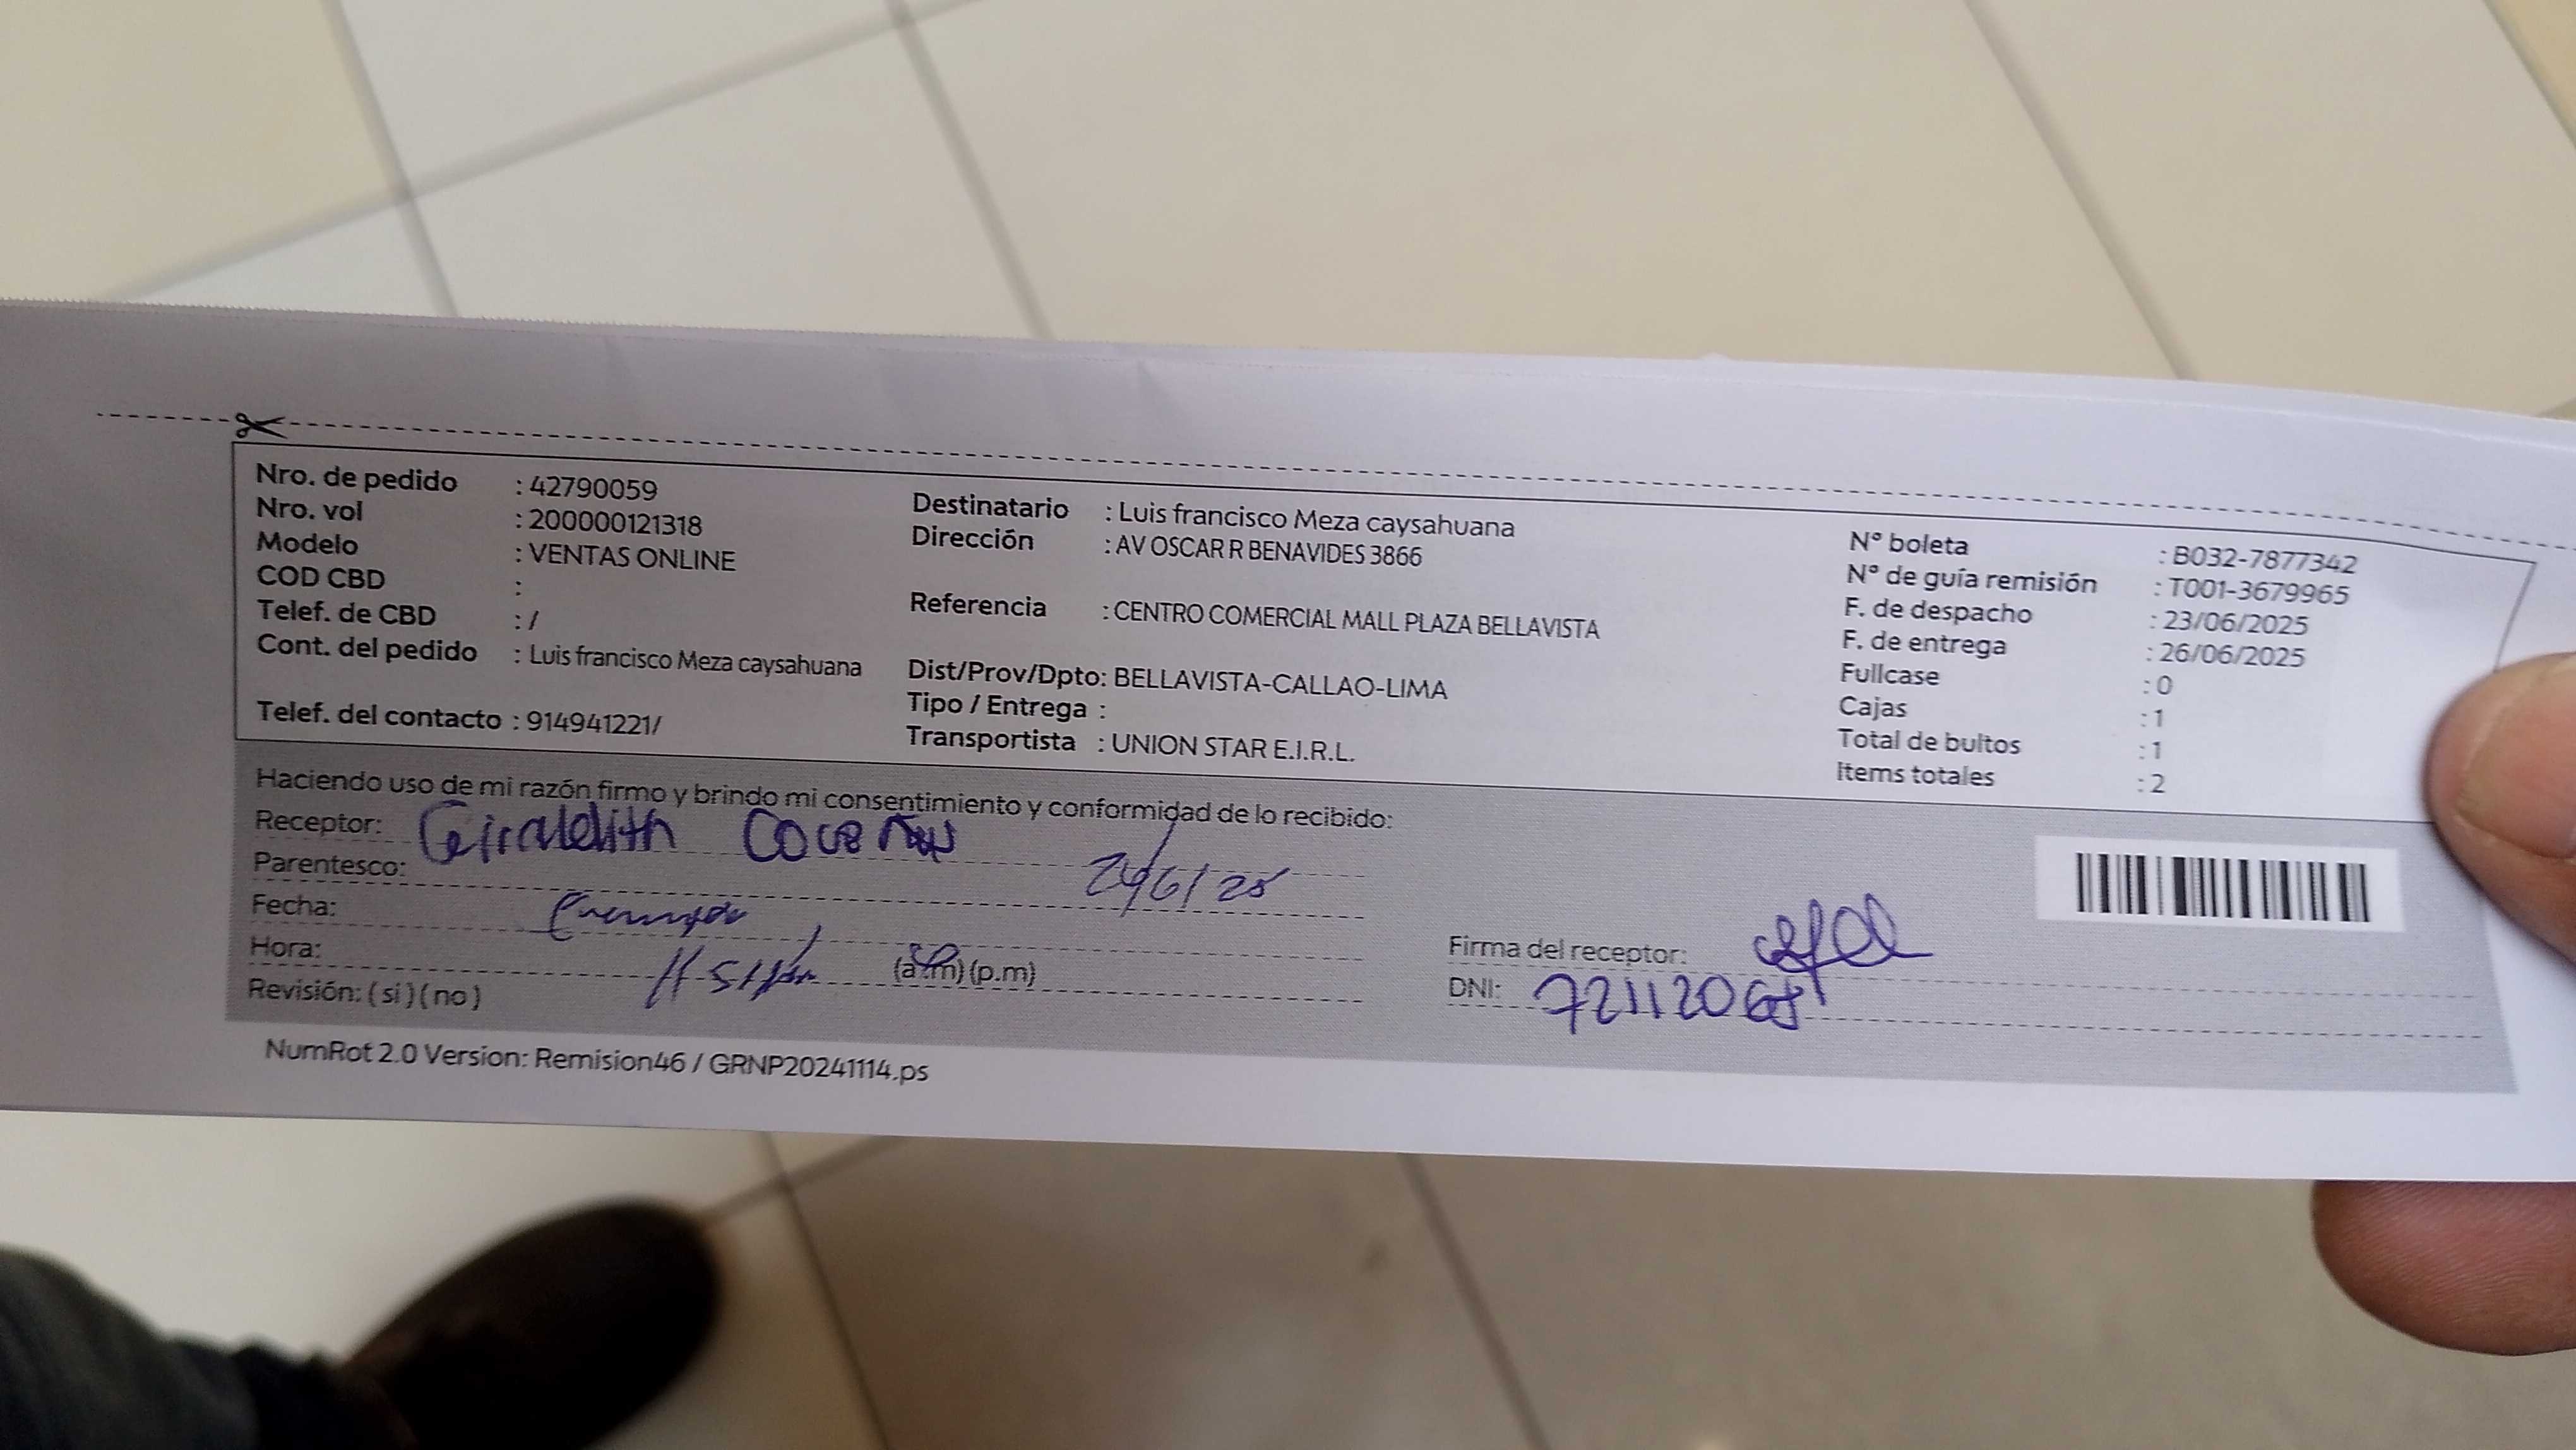 Nro. de pedido : 42790059
Nro. vol : 200000121318
Modelo : VENTAS ONLINE
COD CBD :
Telef. de CBD : /
Cont. del pedido : Luis francisco Meza caysahuana
Telef. del contacto : 914941221/
Destinatario : Luis francisco Meza caysahuana
Dirección : AV OSCAR R BENAVIDES 3866
Referencia : CENTRO COMERCIAL MALL PLAZA BELLAVISTA
Dist/Prov/Dpto: BELLAVISTA-CALLAO-LIMA
Tipo / Entrega :
Transportista : UNION STAR E.I.R.L.
N° boleta : B032-7877342
N° de guía remisión : T001-3679965
F. de despacho : 23/06/2025
F. de entrega : 26/06/2025
Fullcase : 0
Cajas : 1
Total de bultos : 1
Items totales : 2
Haciendo uso de mi razón firmo y brindo mi consentimiento y conformidad de lo recibido:
Receptor:
Parentesco:
Fecha:
Hora: (a.m)(p.m)
Revisión: ( si )( no )
Firma del receptor:
DNI:
NumRot 2.0 Version: Remision46 / GRNP20241114.ps